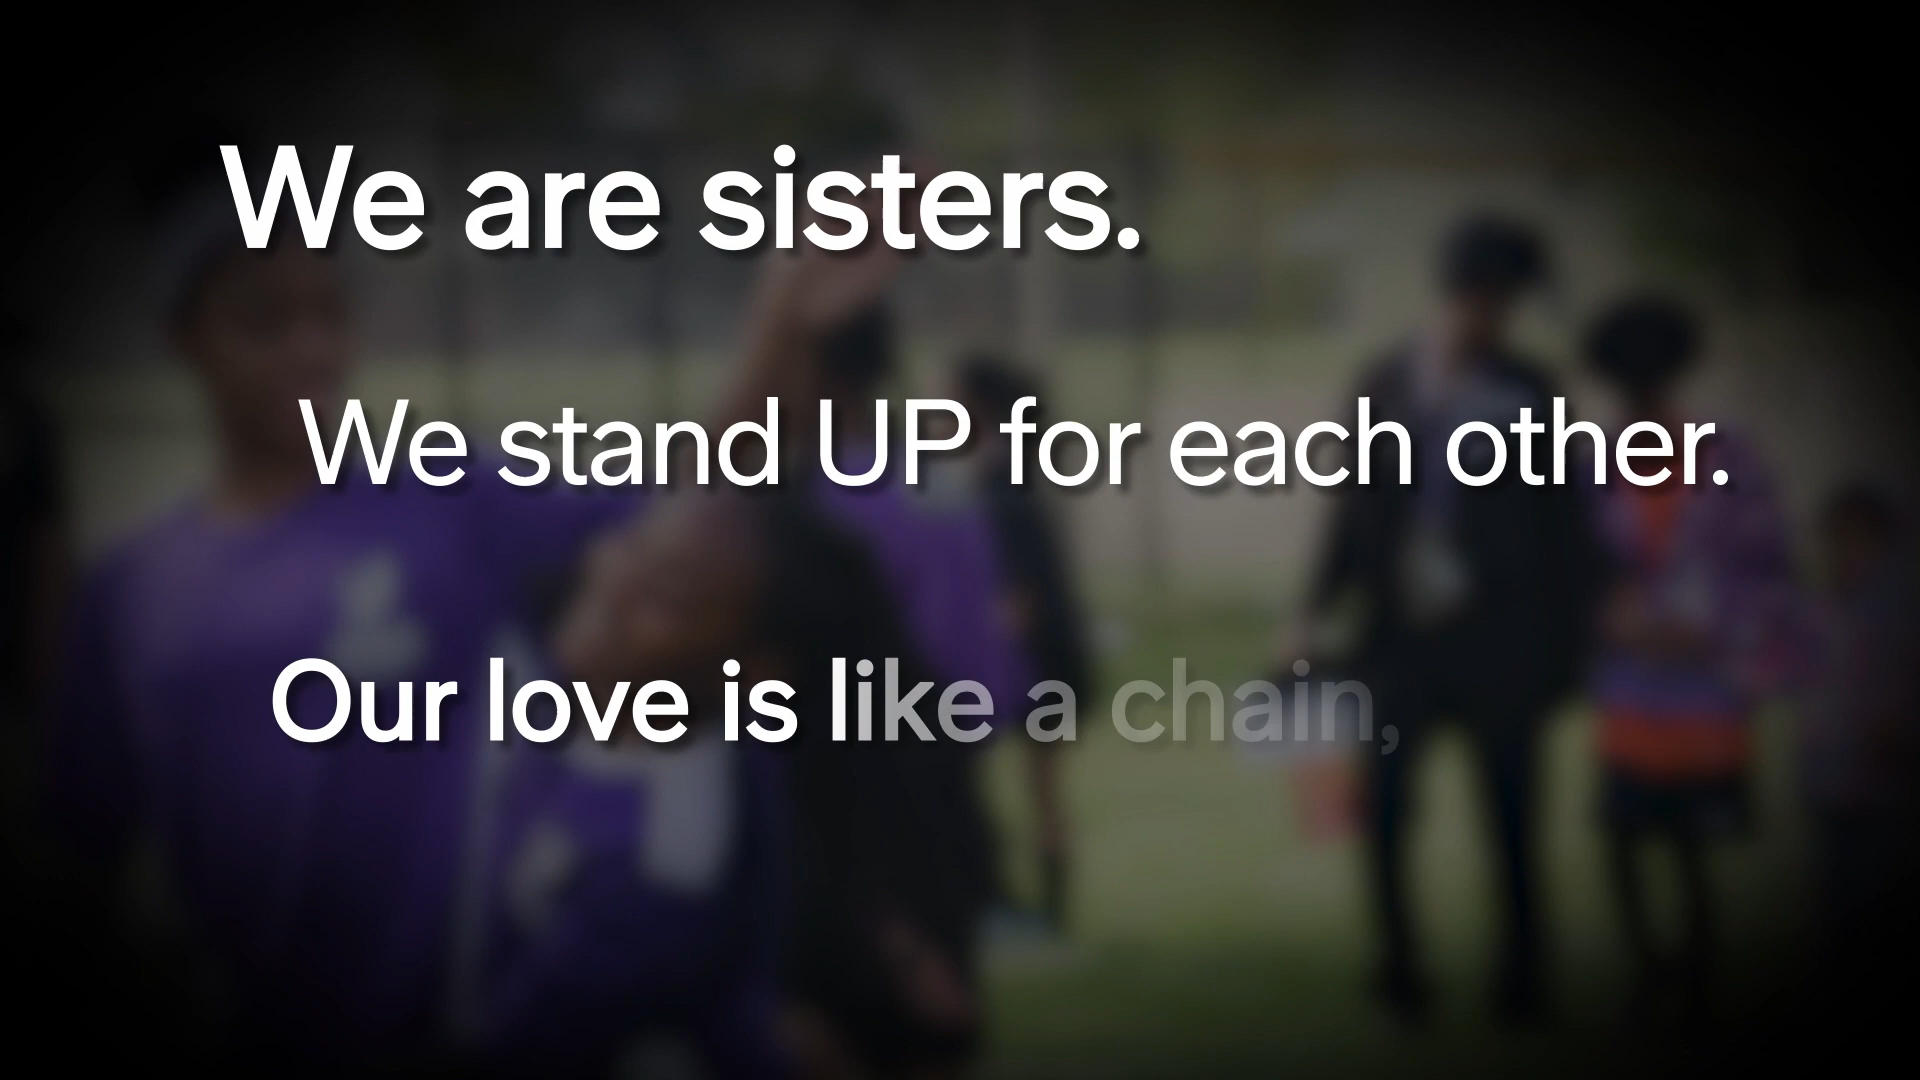 We are sisters.
We stand UP for each other.
Our love is like a chain,